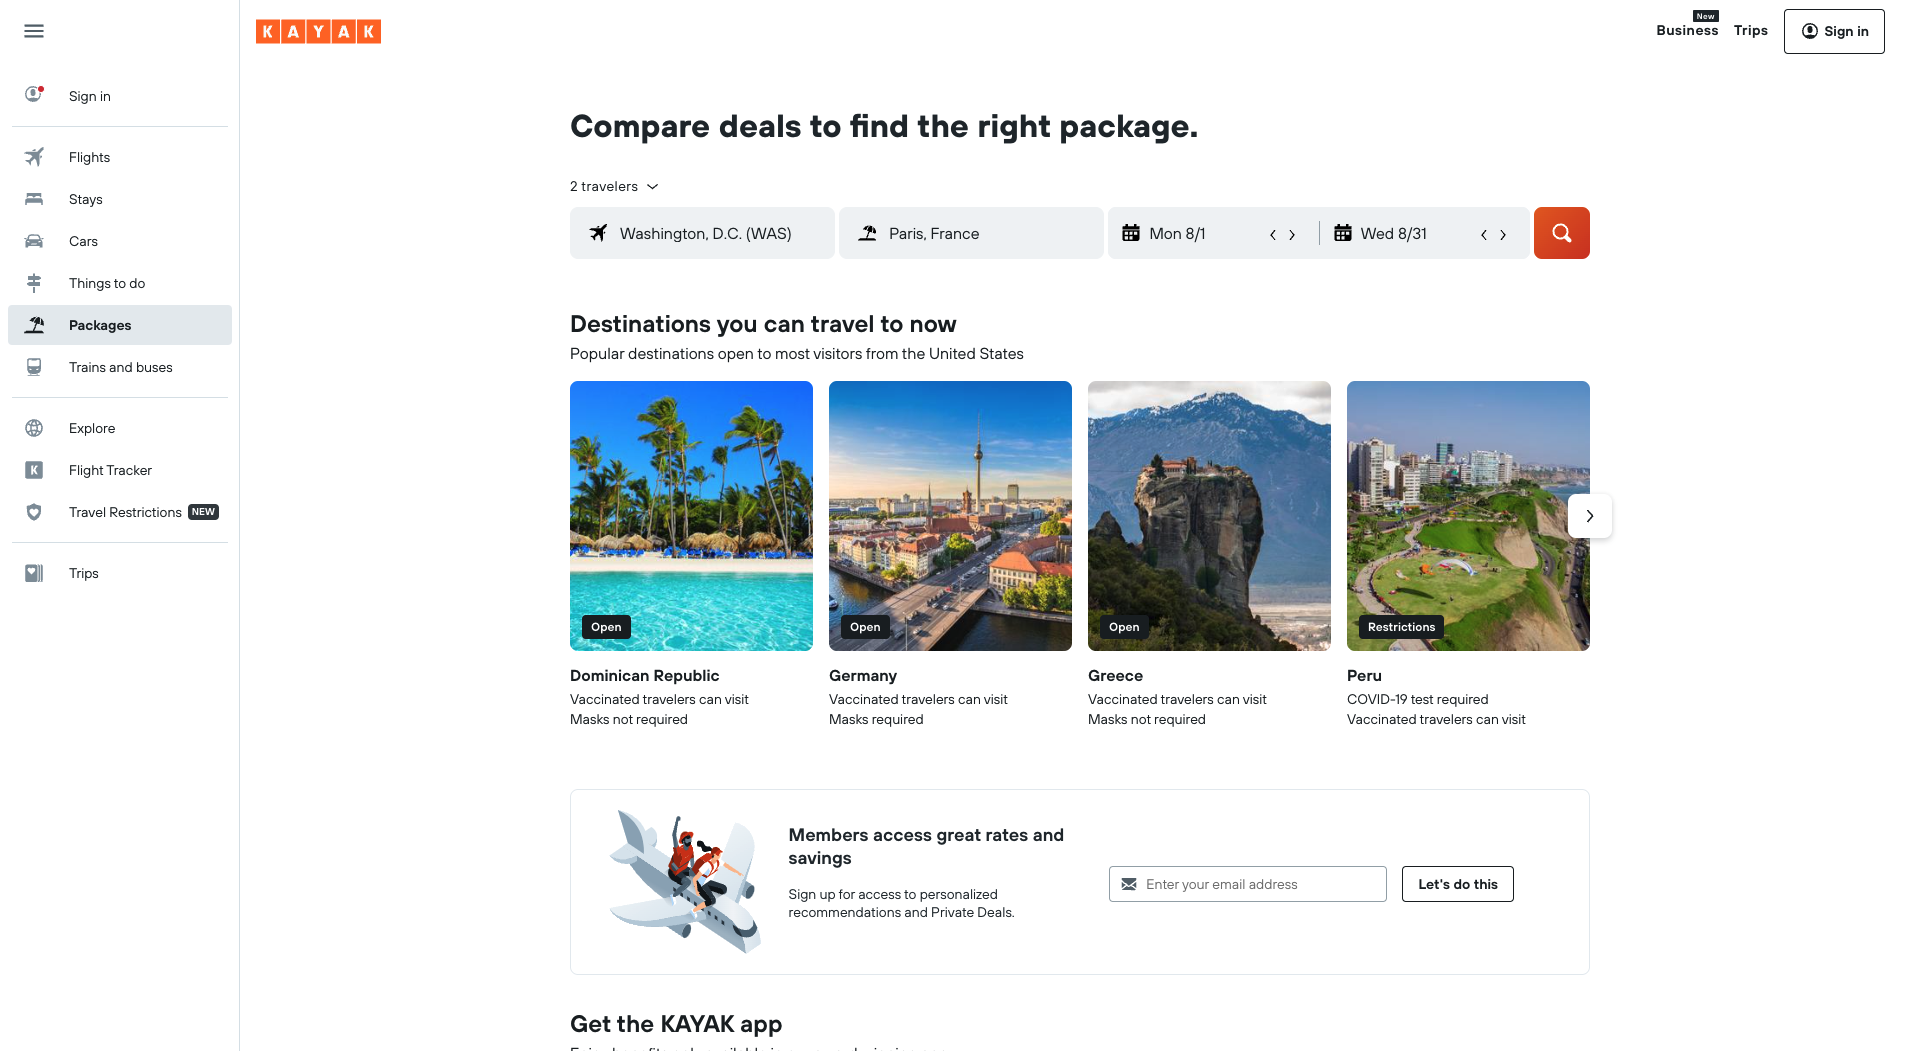 KAYAK
New
Business
Trips
Sign in
Sign in
Flights
Stays
Cars
Things to do
Packages
Trains and buses
Explore
Flight Tracker
Travel Restrictions NEW
Trips
Compare deals to find the right package.
2 travelers
Washington, D.C. (WAS)
Paris, France
Mon 8/1
Wed 8/31
Destinations you can travel to now
Popular destinations open to most visitors from the United States
Open
Dominican Republic
Vaccinated travelers can visit
Masks not required
Open
Germany
Vaccinated travelers can visit
Masks required
Open
Greece
Vaccinated travelers can visit
Masks not required
Restrictions
Peru
COVID-19 test required
Vaccinated travelers can visit
Members access great rates and
savings
Sign up for access to personalized
recommendations and Private Deals.
Enter your email address
Let's do this
Get the KAYAK app